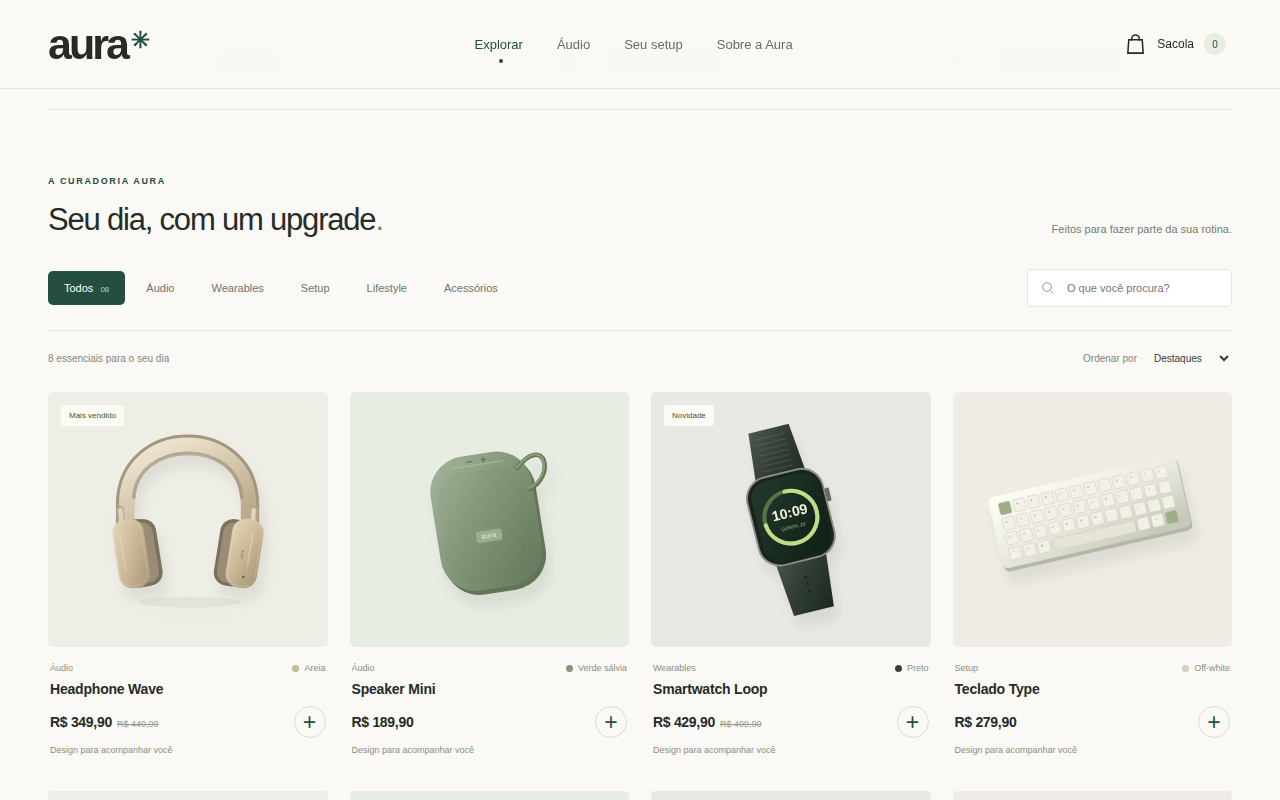 aura
Explorar Áudio Seu setup Sobre a Aura
Sacola 0
A CURADORIA AURA
Seu dia, com um upgrade.
Feitos para fazer parte da sua rotina.
Todos 08 Áudio Wearables Setup Lifestyle Acessórios
O que você procura?
8 essenciais para o seu dia
Ordenar por Destaques
Mais vendido
Novidade
aura
10:09
Áudio Areia
Headphone Wave
R$ 349,90 R$ 449,90
+
Design para acompanhar você
Áudio Verde sálvia
Speaker Mini
R$ 189,90
+
Design para acompanhar você
Wearables Preto
Smartwatch Loop
R$ 429,90 R$ 499,90
+
Design para acompanhar você
Setup Off-white
Teclado Type
R$ 279,90
+
Design para acompanhar você